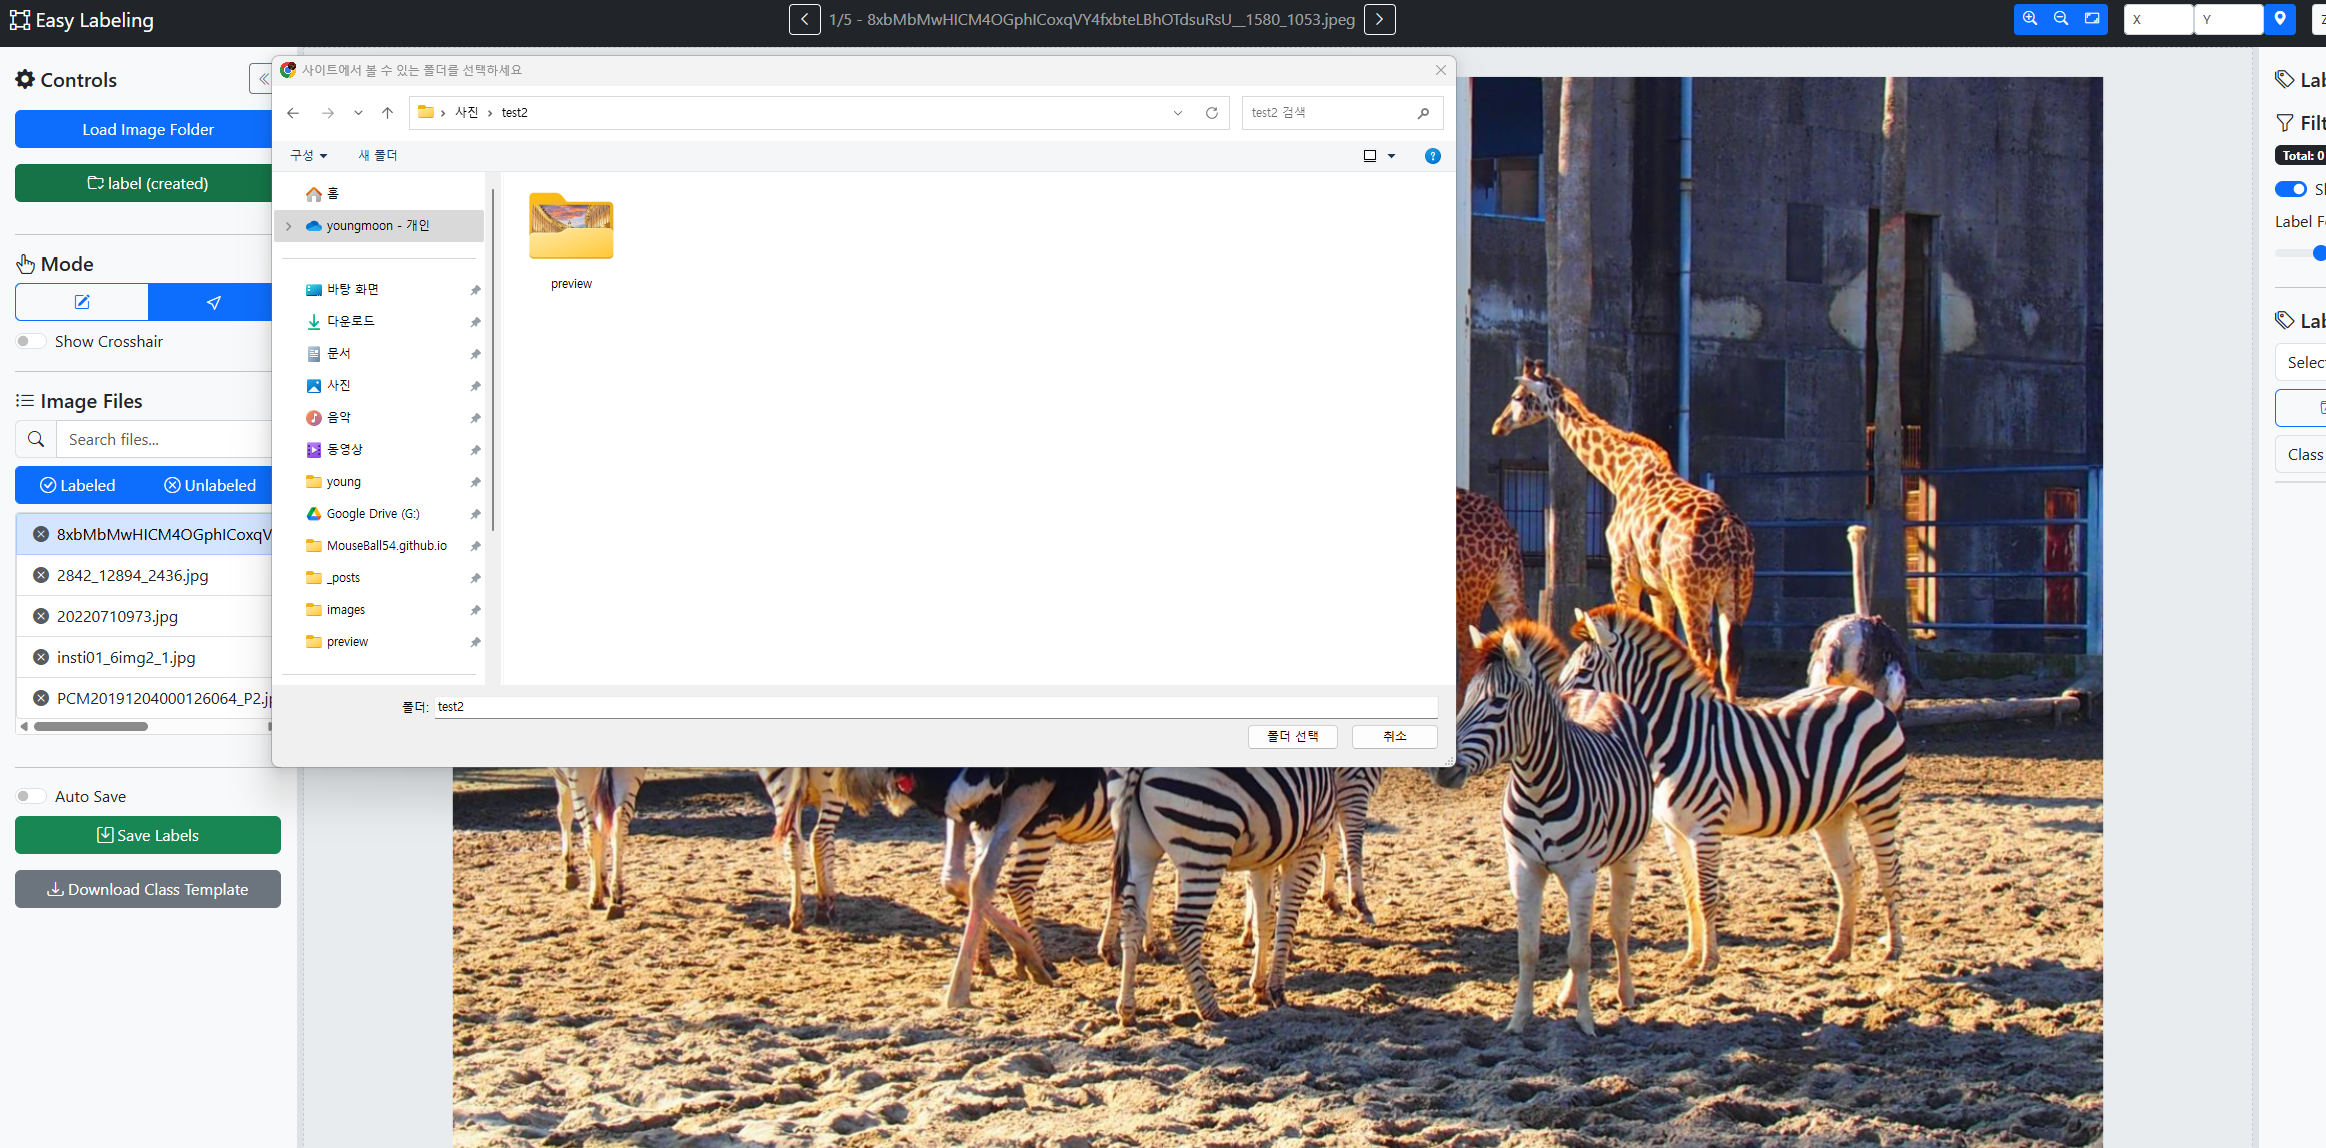 Easy Labeling
1/5 - 8xbMbMwHICM4OGphICoxqVY4fxbteLBhOTdsuRsU__1580_1053.jpeg
X
Y
Controls
Load Image Folder
label (created)
Mode
Show Crosshair
Image Files
Search files...
Labeled
Unlabeled
8xbMbMwHICM4OGphICoxqV
2842_12894_2436.jpg
20220710973.jpg
insti01_6img2_1.jpg
PCM20191204000126064_P2.j
Auto Save
Save Labels
Download Class Template
사이트에서 볼 수 있는 폴더를 선택하세요
사진 › test2
test2 검색
구성
새 폴더
홈
youngmoon - 개인
바탕 화면
다운로드
문서
사진
음악
동영상
young
Google Drive (G:)
MouseBall54.github.io
_posts
images
preview
preview
폴더: test2
폴더 선택
취소
Lab
Filt
Total: 0
Label F
Lab
Select
Class